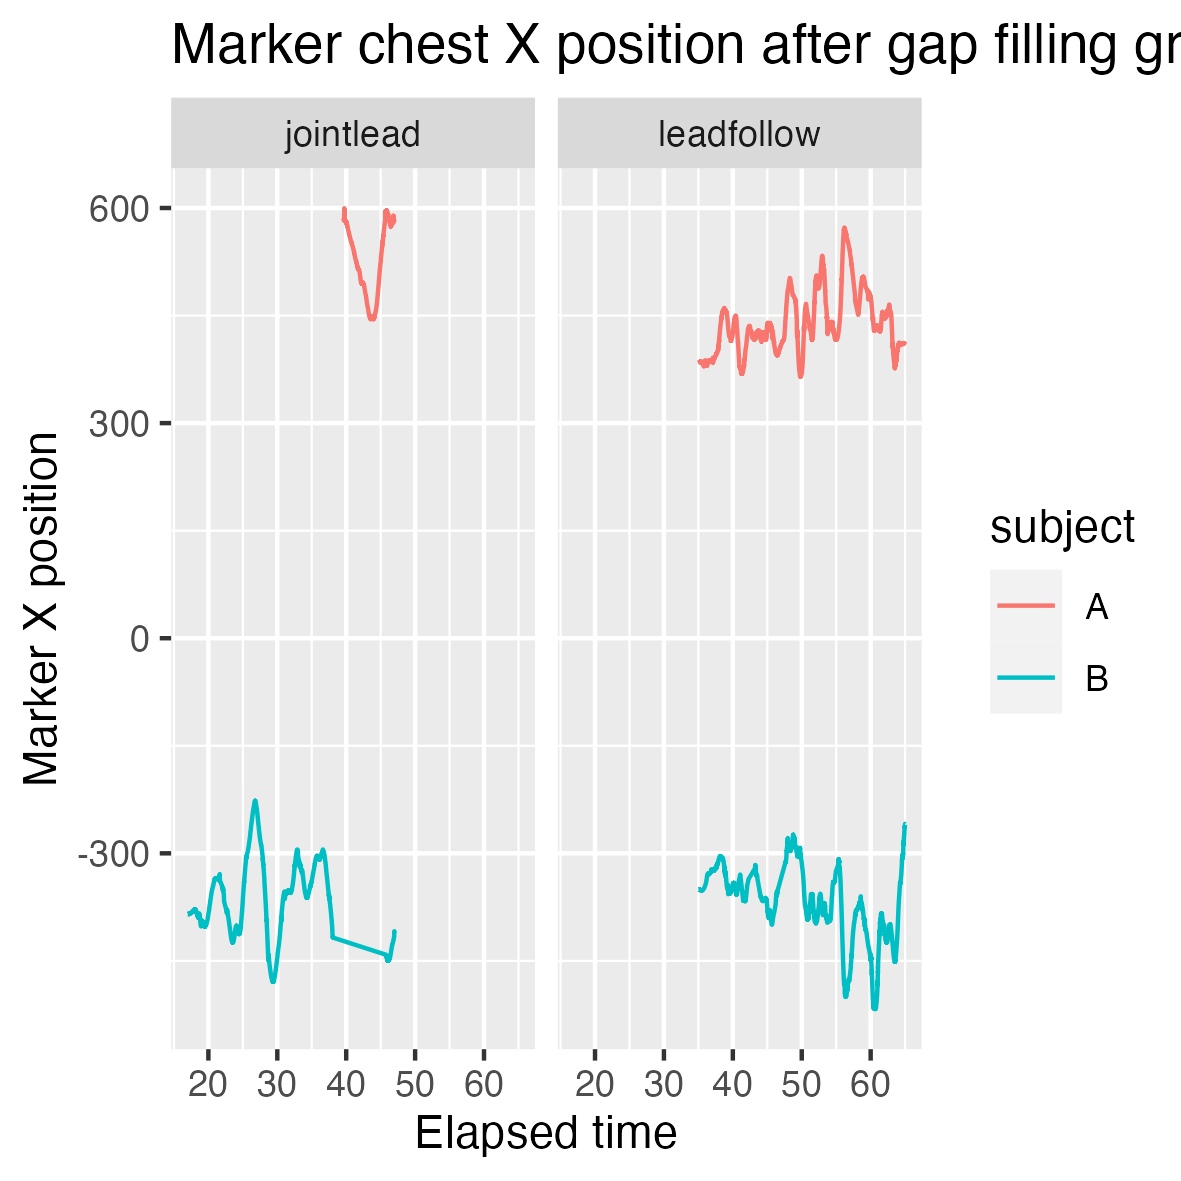 Marker chest X position after gap filling gr
jointlead leadfollow
600
300
0
-300
Marker X position
20 30 40 50 60 20 30 40 50 60
Elapsed time
subject
A
B